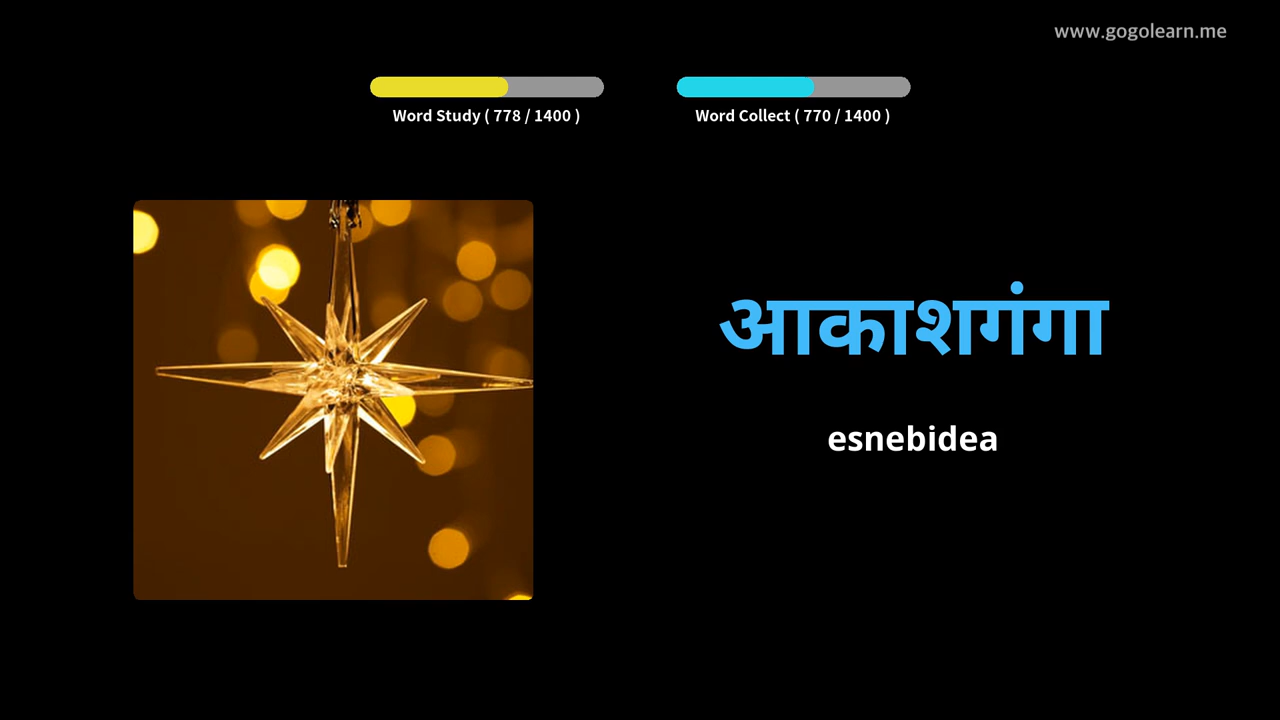 www.gogolearn.me
Word Study ( 778 / 1400 )
Word Collect ( 770 / 1400 )
आकाशगंगा
esnebidea